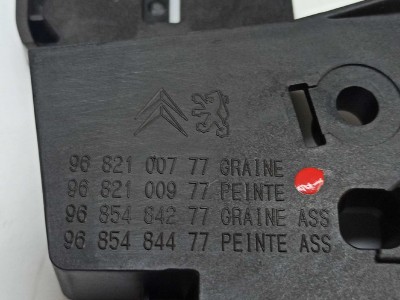 96 821 007 77 GRAINE
96 821 009 77 PEINTE
96 854 842 77 GRAINE ASS
96 854 844 77 PEINTE ASS